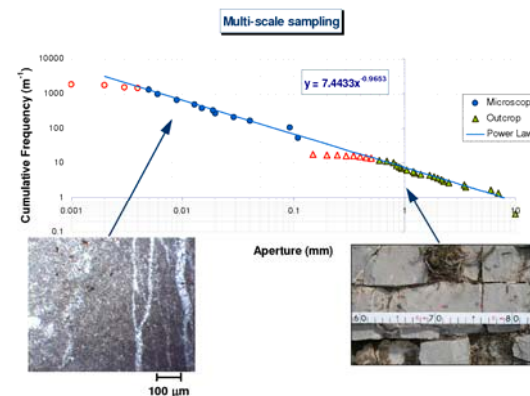 Multi-scale sampling
Cumulative Frequency (m⁻¹)
10000
1000
100
10
1
0.1
y = 7.4433x⁻⁰·⁹⁶⁵³
Microscop
Outcrop
Power Law
0.001
0.01
0.1
1
10
Aperture (mm)
100 µm